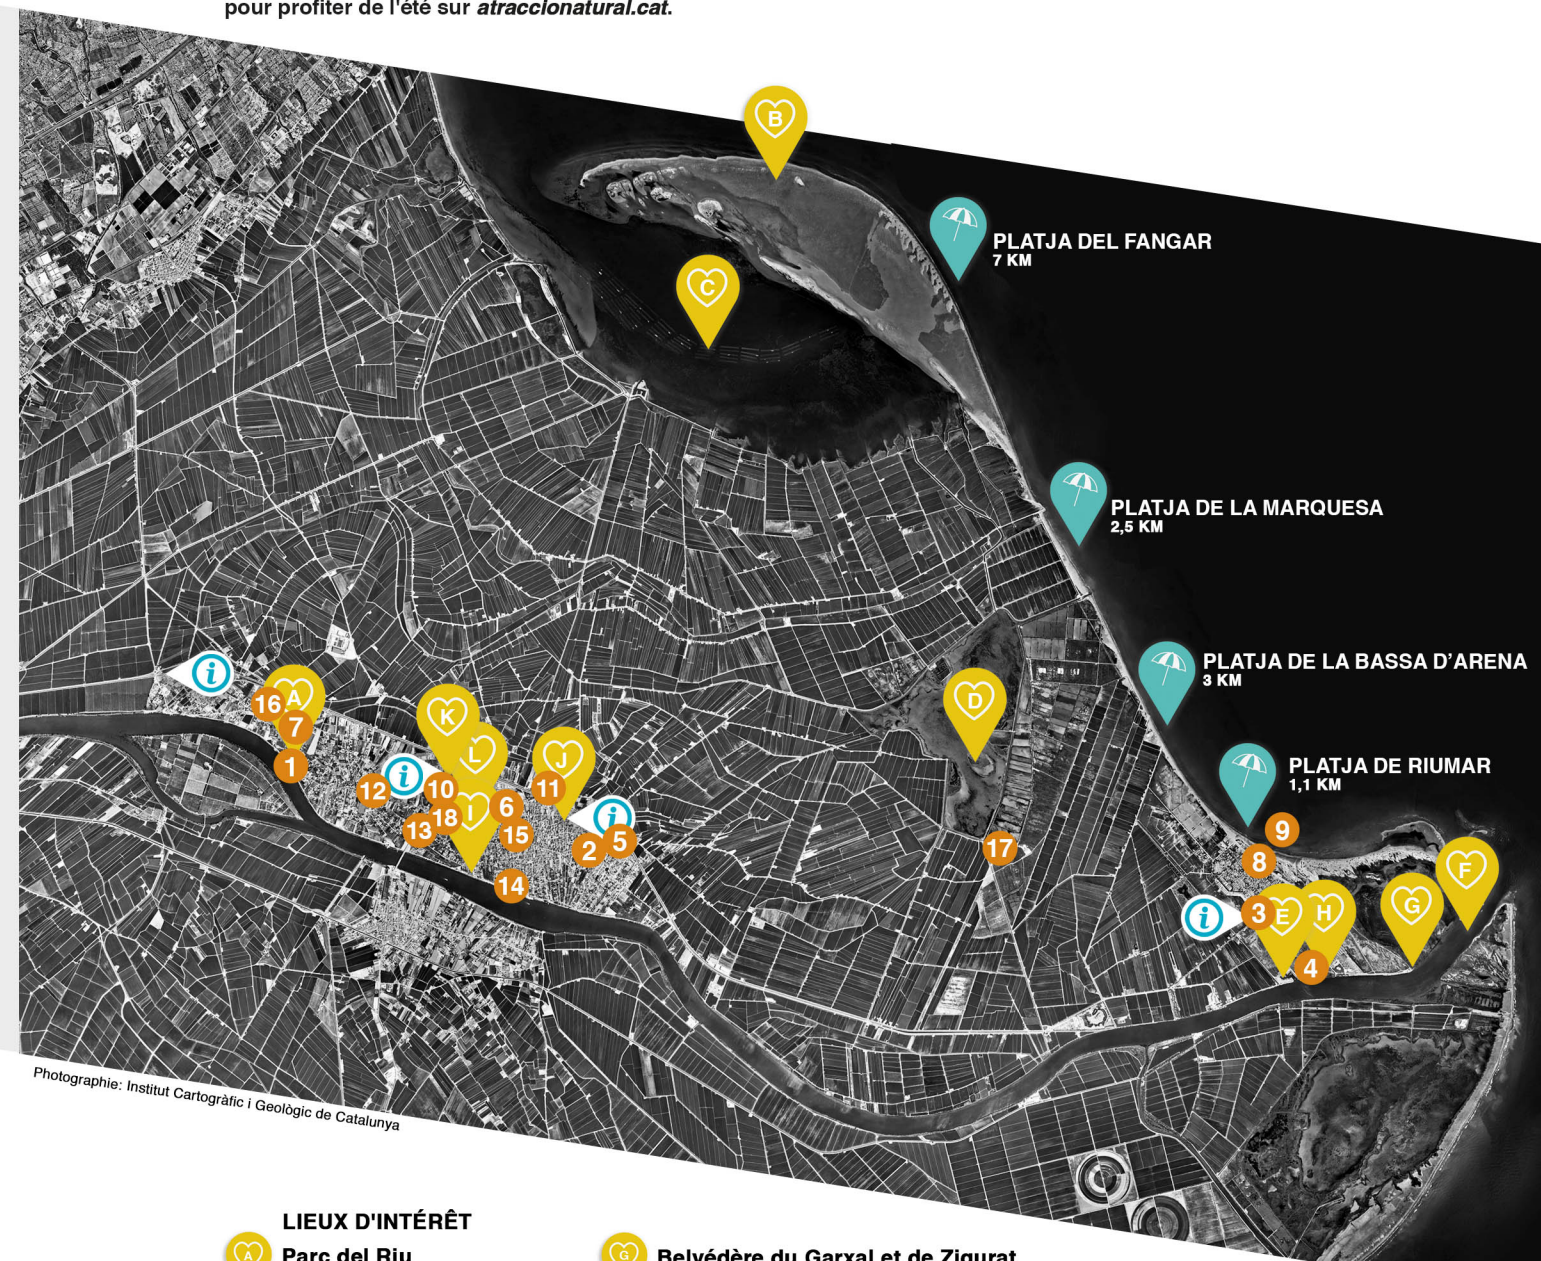 pour profiter de l'été sur atraccionatural.cat.
B
PLATJA DEL FANGAR
7 KM
C
PLATJA DE LA MARQUESA
2,5 KM
PLATJA DE LA BASSA D'ARENA
3 KM
D
i
16
A
7
K
L
J
1
12
i
10
11
PLATJA DE RIUMAR
1,1 KM
13
18
I
6
15
i
2
5
14
17
9
8
F
i
3
E
H
G
4
Photographie: Institut Cartogràfic i Geològic de Catalunya
LIEUX D'INTÉRÊT
A Parc del Riu
G Belvédère du Garxal et de Zigurat